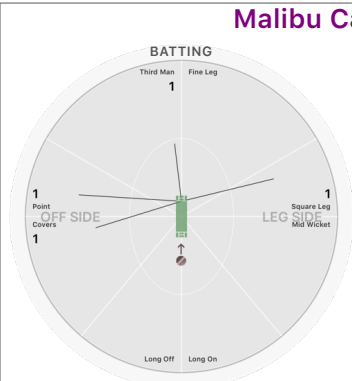 Malibu Ca
BATTING
Third Man Fine Leg
1
1 1
Point Square Leg
OFF SIDE LEG SIDE
Covers Mid Wicket
1
Long Off Long On